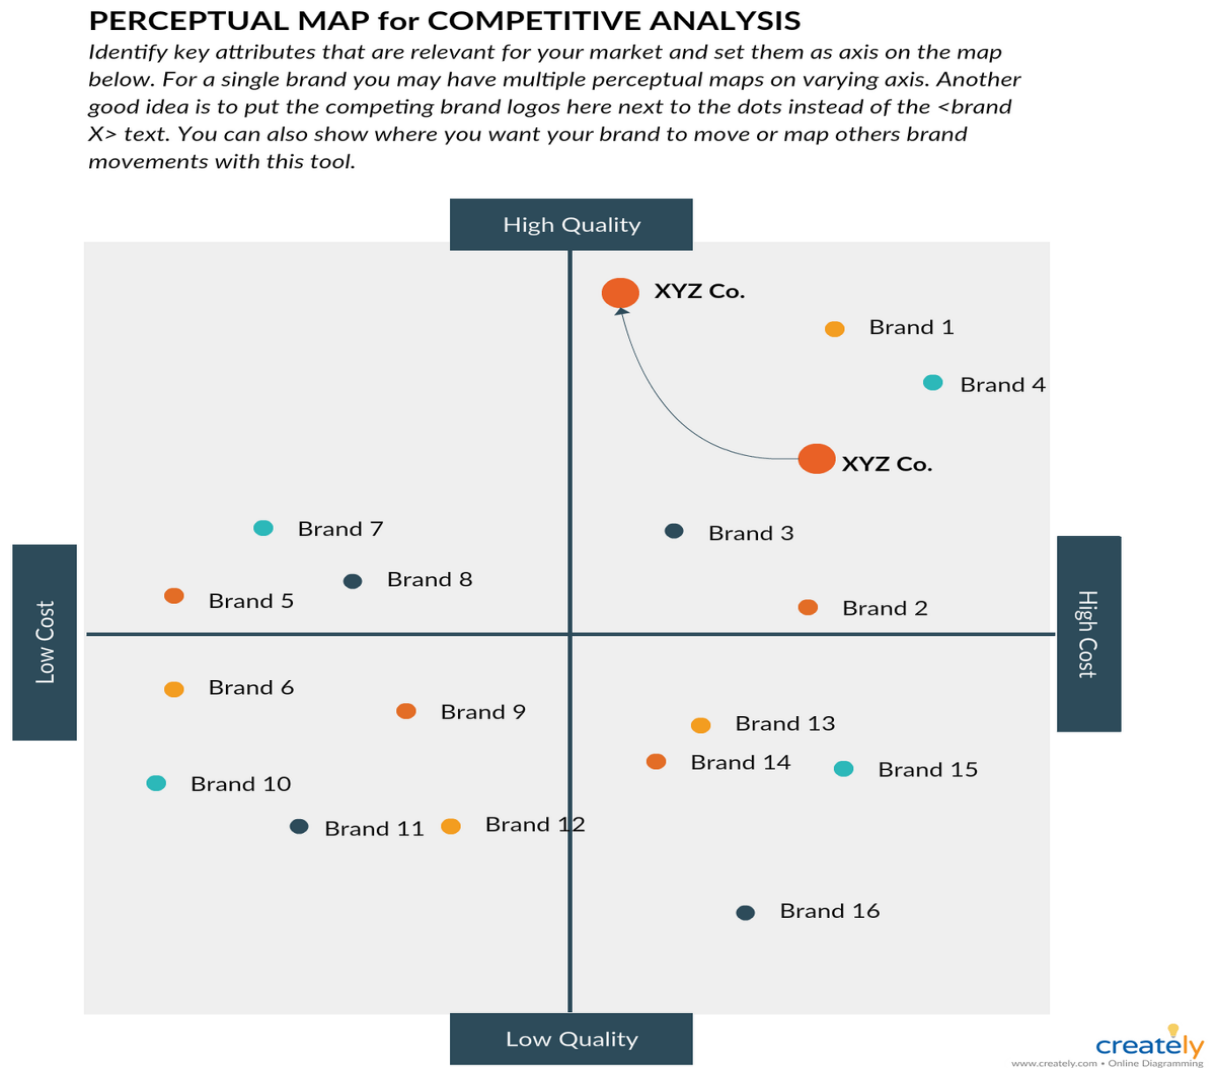 PERCEPTUAL MAP for COMPETITIVE ANALYSIS
Identify key attributes that are relevant for your market and set them as axis on the map
below. For a single brand you may have multiple perceptual maps on varying axis. Another
good idea is to put the competing brand logos here next to the dots instead of the <brand
X> text. You can also show where you want your brand to move or map others brand
movements with this tool.
High Quality
XYZ Co.
Brand 1
Brand 4
XYZ Co.
Brand 7
Brand 3
Brand 8
Brand 5
Brand 2
Low Cost
High Cost
Brand 6
Brand 9
Brand 13
Brand 14
Brand 15
Brand 10
Brand 11
Brand 12
Brand 16
Low Quality
creately
www.creately.com • Online Diagramming